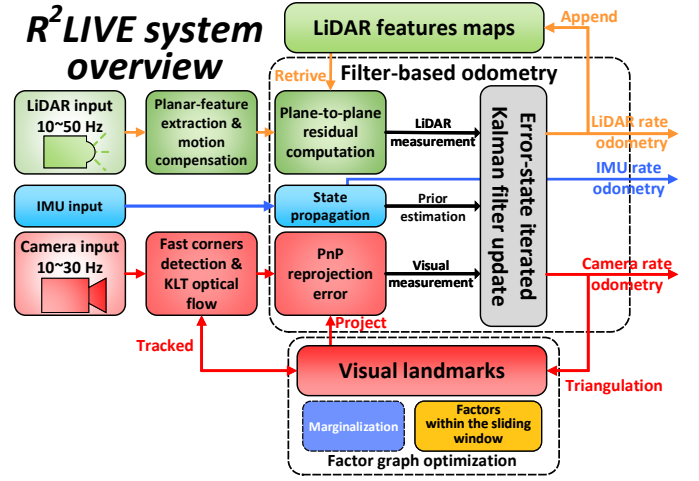 R²LIVE system
overview
LiDAR features maps
Append
Retrive
Filter-based odometry
LiDAR input
10~50 Hz
Planar-feature
extraction &
motion
compensation
Plane-to-plane
residual
computation
LiDAR
measurement
Error-state iterated
Kalman filter update
LiDAR rate
odometry
IMU input
State
propagation
Prior
estimation
IMU rate
odometry
Camera input
10~30 Hz
Fast corners
detection &
KLT optical
flow
PnP
reprojection
error
Visual
measurement
Camera rate
odometry
Tracked
Project
Visual landmarks
Triangulation
Marginalization
Factors
within the sliding
window
Factor graph optimization